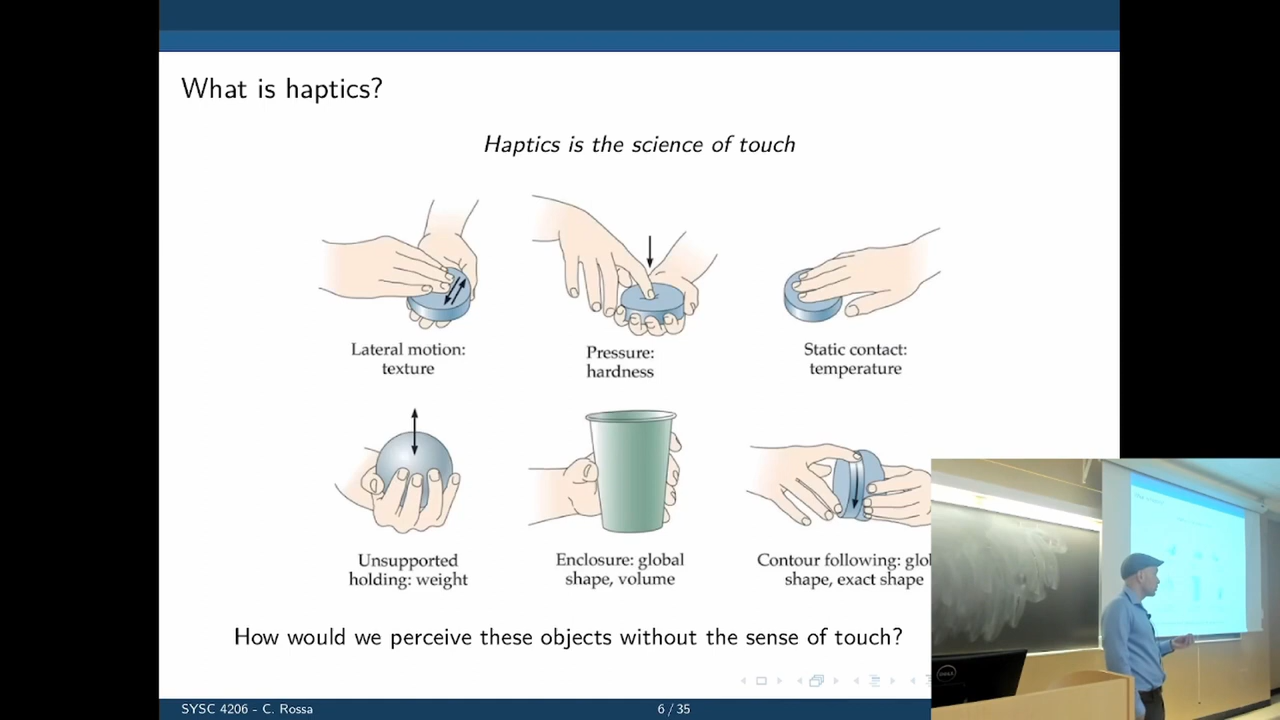 What is haptics?
Haptics is the science of touch
Lateral motion:
texture
Pressure:
hardness
Static contact:
temperature
Unsupported
holding: weight
Enclosure: global
shape, volume
Contour following: glo
shape, exact shape
How would we perceive these objects without the sense of touch?
SYSC 4206 - C. Rossa
6 / 35
DELL